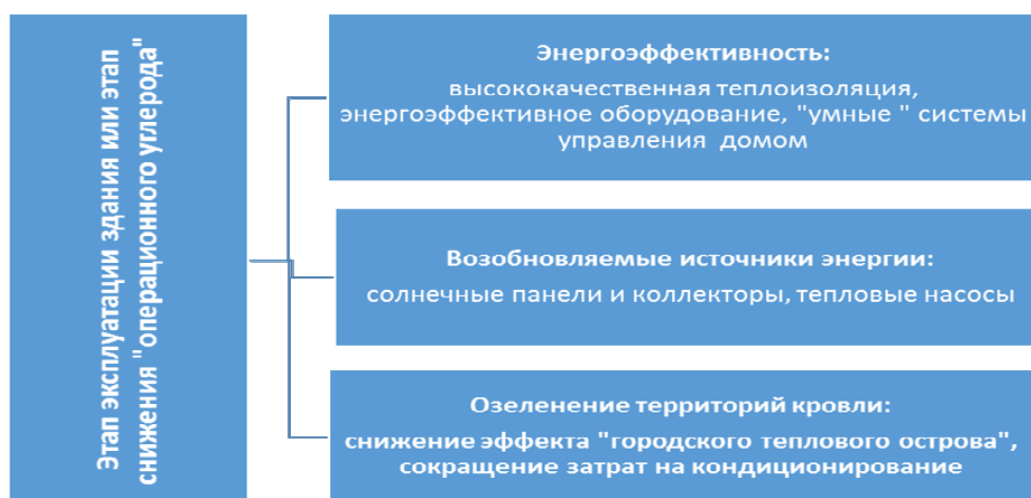 Этап эксплуатации здания или этап
снижения "операционного углерода"
Энергоэффективность:
высококачественная теплоизоляция,
энергоэффективное оборудование, "умные " системы
управления домом
Возобновляемые источники энергии:
солнечные панели и коллекторы, тепловые насосы
Озеленение территорий кровли:
снижение эффекта "городского теплового острова",
сокращение затрат на кондиционирование